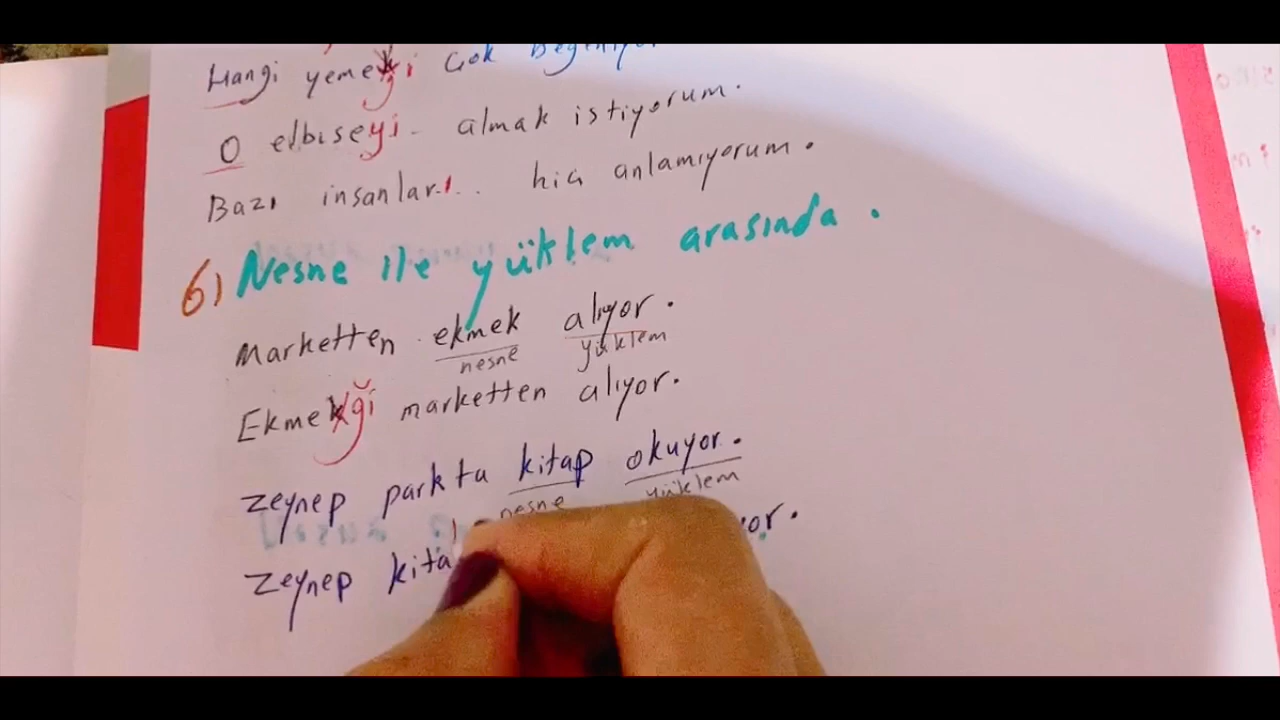 Hangi yemeği çok
O elbiseyi almak istiyorum.
Bazı insanları hiç anlamıyorum.
6) Nesne ile yüklem arasında.
Marketten ekmek alıyor.
nesne yüklem
Ekmeği marketten alıyor.
Zeynep parkta kitap okuyor.
nesne yüklem
Zeynep